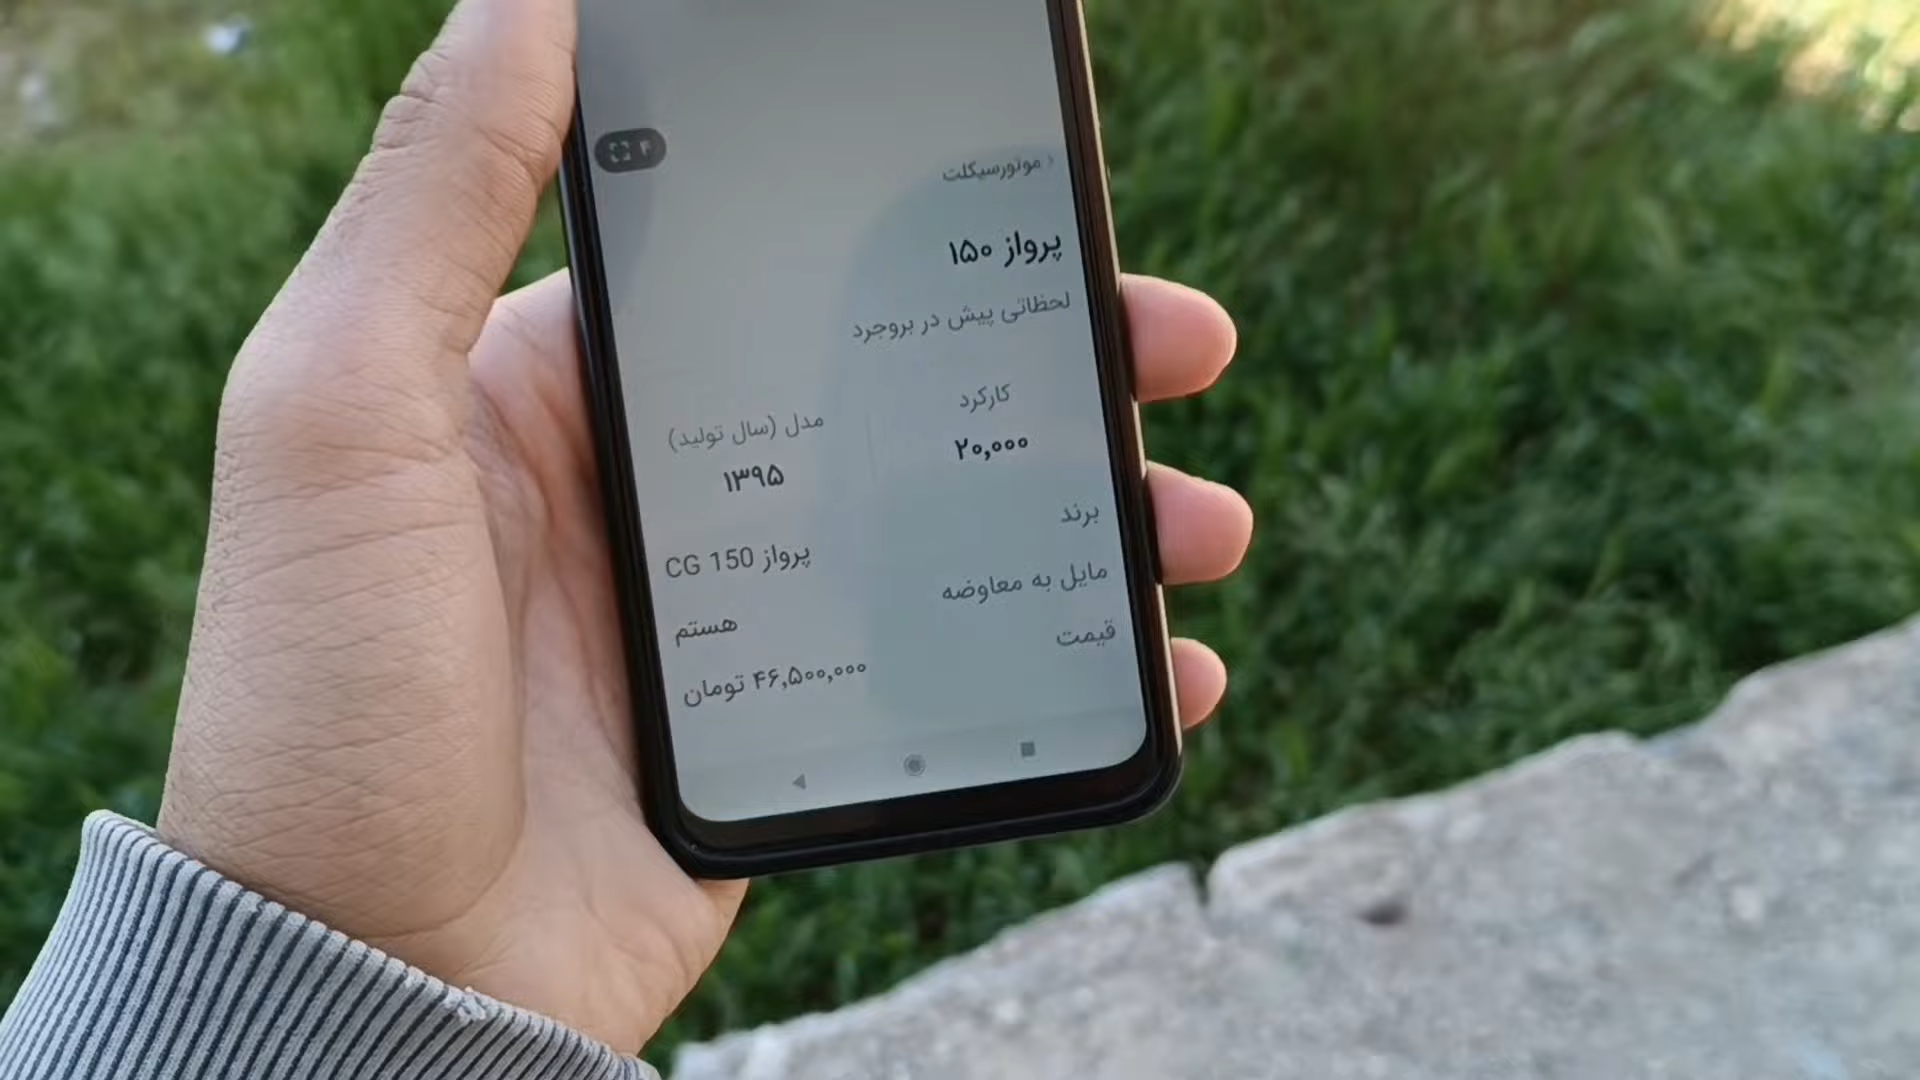 ۴
موتورسیکلت
پرواز ۱۵۰
لحظاتی پیش در بروجرد
کارکرد
۲۰,۰۰۰
مدل (سال تولید)
۱۳۹۵
برند
پرواز CG 150
مایل به معاوضه
هستم
قیمت
۴۶,۵۰۰,۰۰۰ تومان